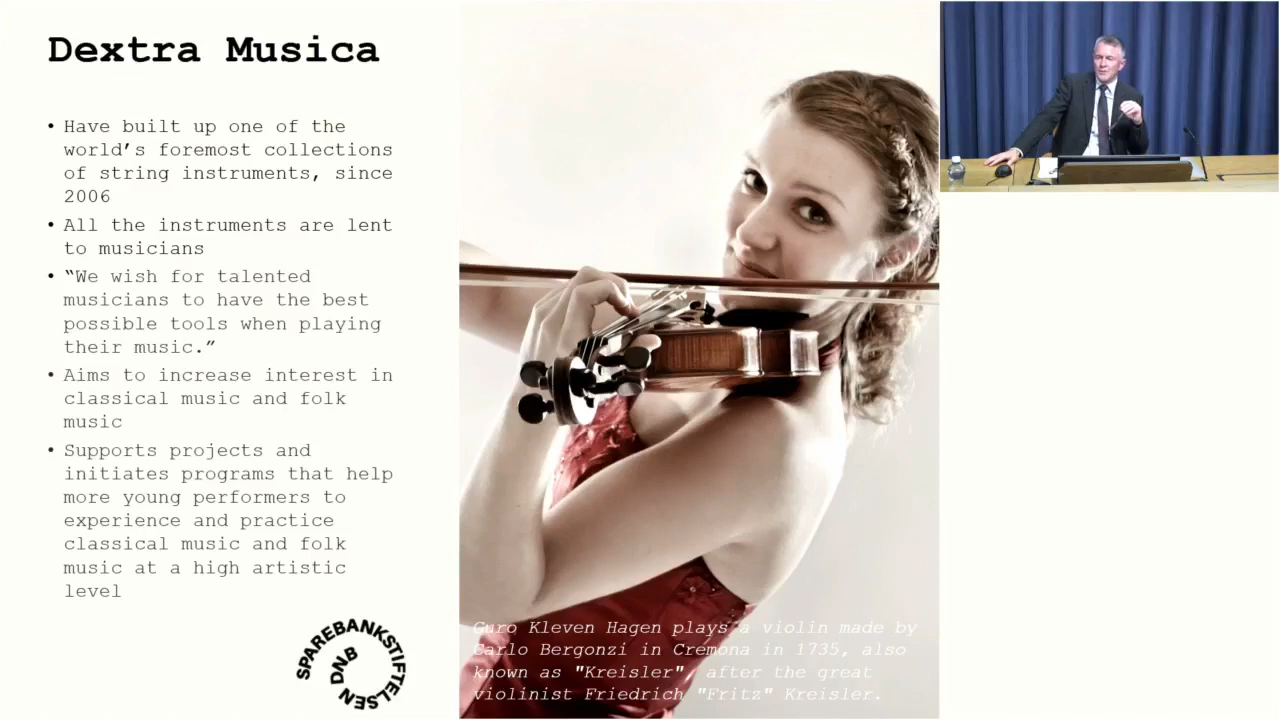 Dextra Musica
• Have built up one of the
world’s foremost collections
of string instruments, since
2006
• All the instruments are lent
to musicians
• “We wish for talented
musicians to have the best
possible tools when playing
their music.”
• Aims to increase interest in
classical music and folk
music
• Supports projects and
initiates programs that help
more young performers to
experience and practice
classical music and folk
music at a high artistic
level
SPAREBANKSTIFTELSEN
DNB
Guro Kleven Hagen plays a violin made by
Carlo Bergonzi in Cremona in 1735, also
known as "Kreisler", after the great
violinist Friedrich "Fritz" Kreisler.